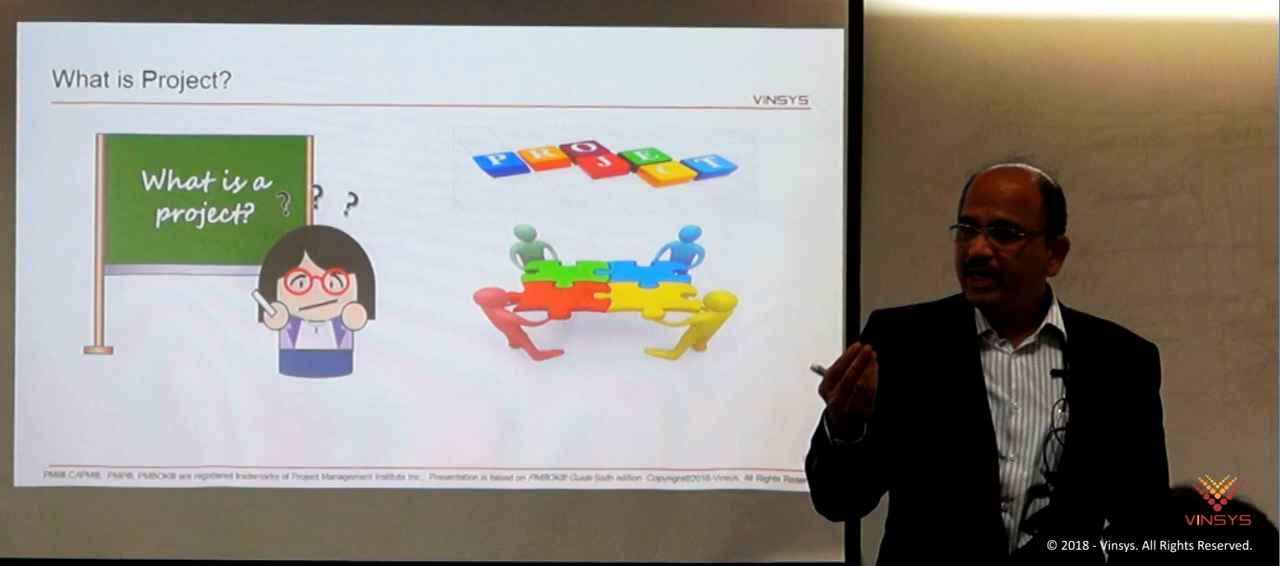 What is Project?
VINSYS
What is a
project?
? ? ?
PROJECT
PMI® CAPM®, PMP®, PMBOK® are registered trademarks of Project Management Institute Inc., Presentation is based on PMBOK® Guide Sixth edition Copyright©2018-Vinsys, All Rights
VINSYS
© 2018 - Vinsys. All Rights Reserved.